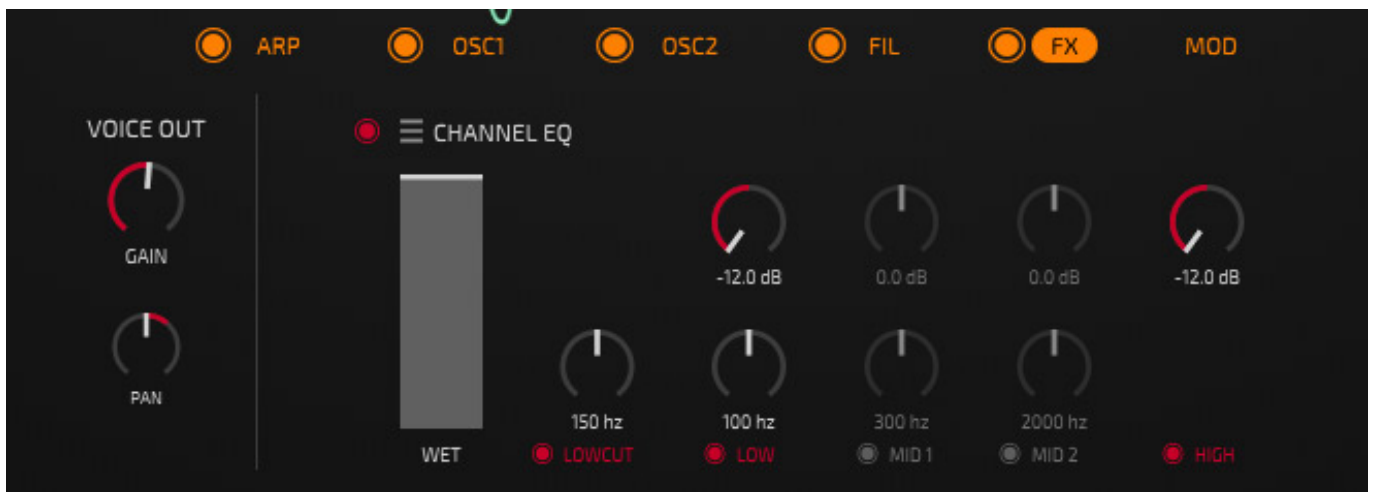 ARP OSC1 OSC2 FIL FX MOD
VOICE OUT
GAIN
PAN
CHANNEL EQ
-12.0 dB 0.0 dB 0.0 dB -12.0 dB
150 hz 100 hz 300 hz 2000 hz
WET LOWCUT LOW MID 1 MID 2 HIGH